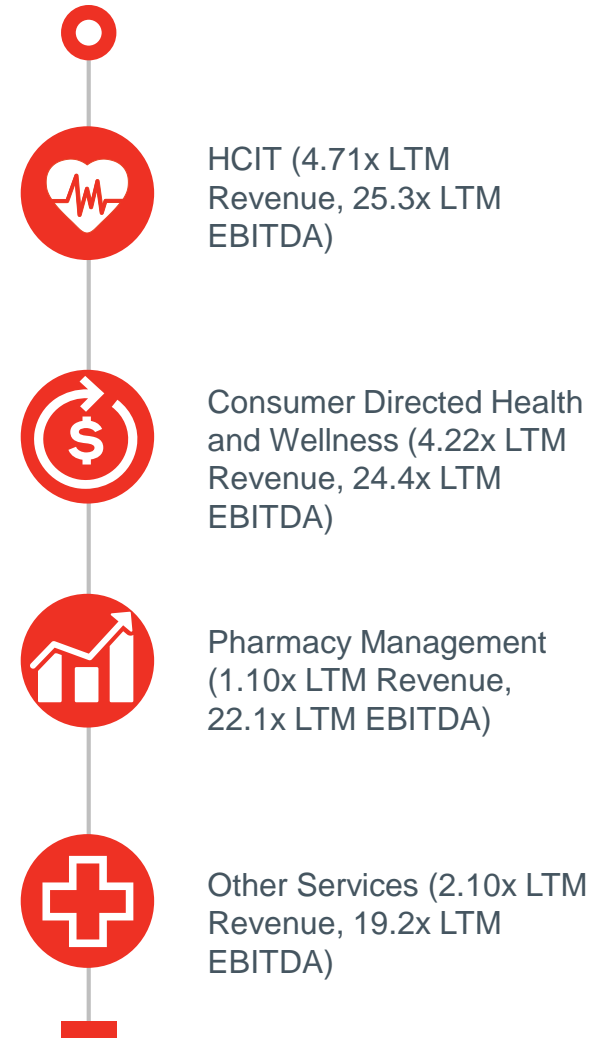 HCIT (4.71x LTM
Revenue, 25.3x LTM
EBITDA)
$
Consumer Directed Health
and Wellness (4.22x LTM
Revenue, 24.4x LTM
EBITDA)
Pharmacy Management
(1.10x LTM Revenue,
22.1x LTM EBITDA)
Other Services (2.10x LTM
Revenue, 19.2x LTM
EBITDA)